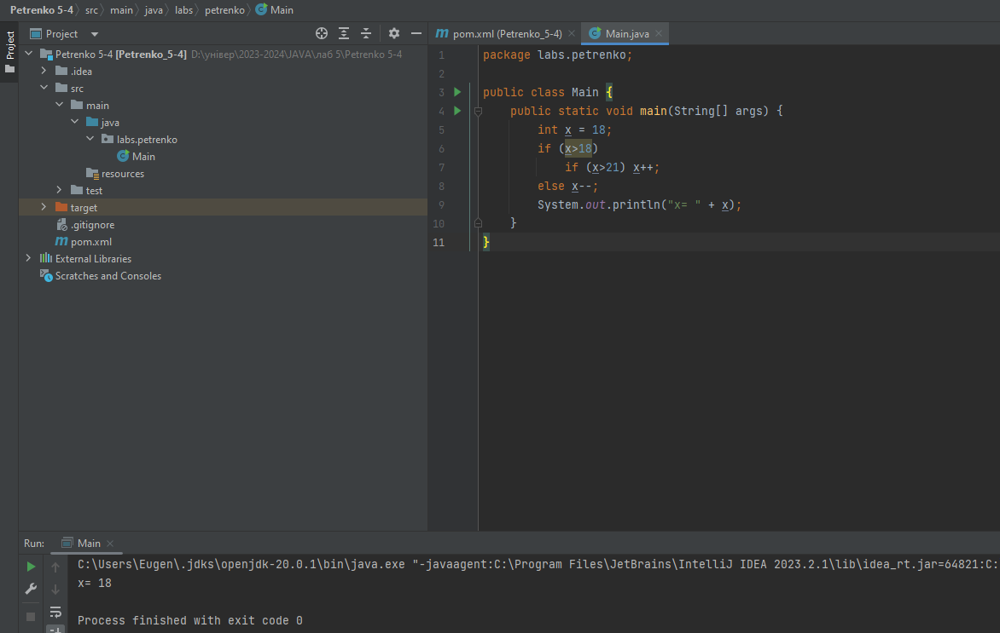 Petrenko 5-4 src main java labs petrenko Main
Project
Project
Petrenko 5-4 [Petrenko_5-4] D:\універ\2023-2024\JAVA\лаб 5\Petrenko 5-4
.idea
src
main
java
labs.petrenko
Main
resources
test
target
.gitignore
pom.xml
External Libraries
Scratches and Consoles
pom.xml (Petrenko_5-4) Main.java
1 package labs.petrenko;
2
3 public class Main {
4 public static void main(String[] args) {
5 int x = 18;
6 if (x>18)
7 if (x>21) x++;
8 else x--;
9 System.out.println("x= " + x);
10 }
11 }
Run: Main
C:\Users\Eugen\.jdks\openjdk-20.0.1\bin\java.exe "-javaagent:C:\Program Files\JetBrains\IntelliJ IDEA 2023.2.1\lib\idea_rt.jar=64821:C:
x= 18
Process finished with exit code 0